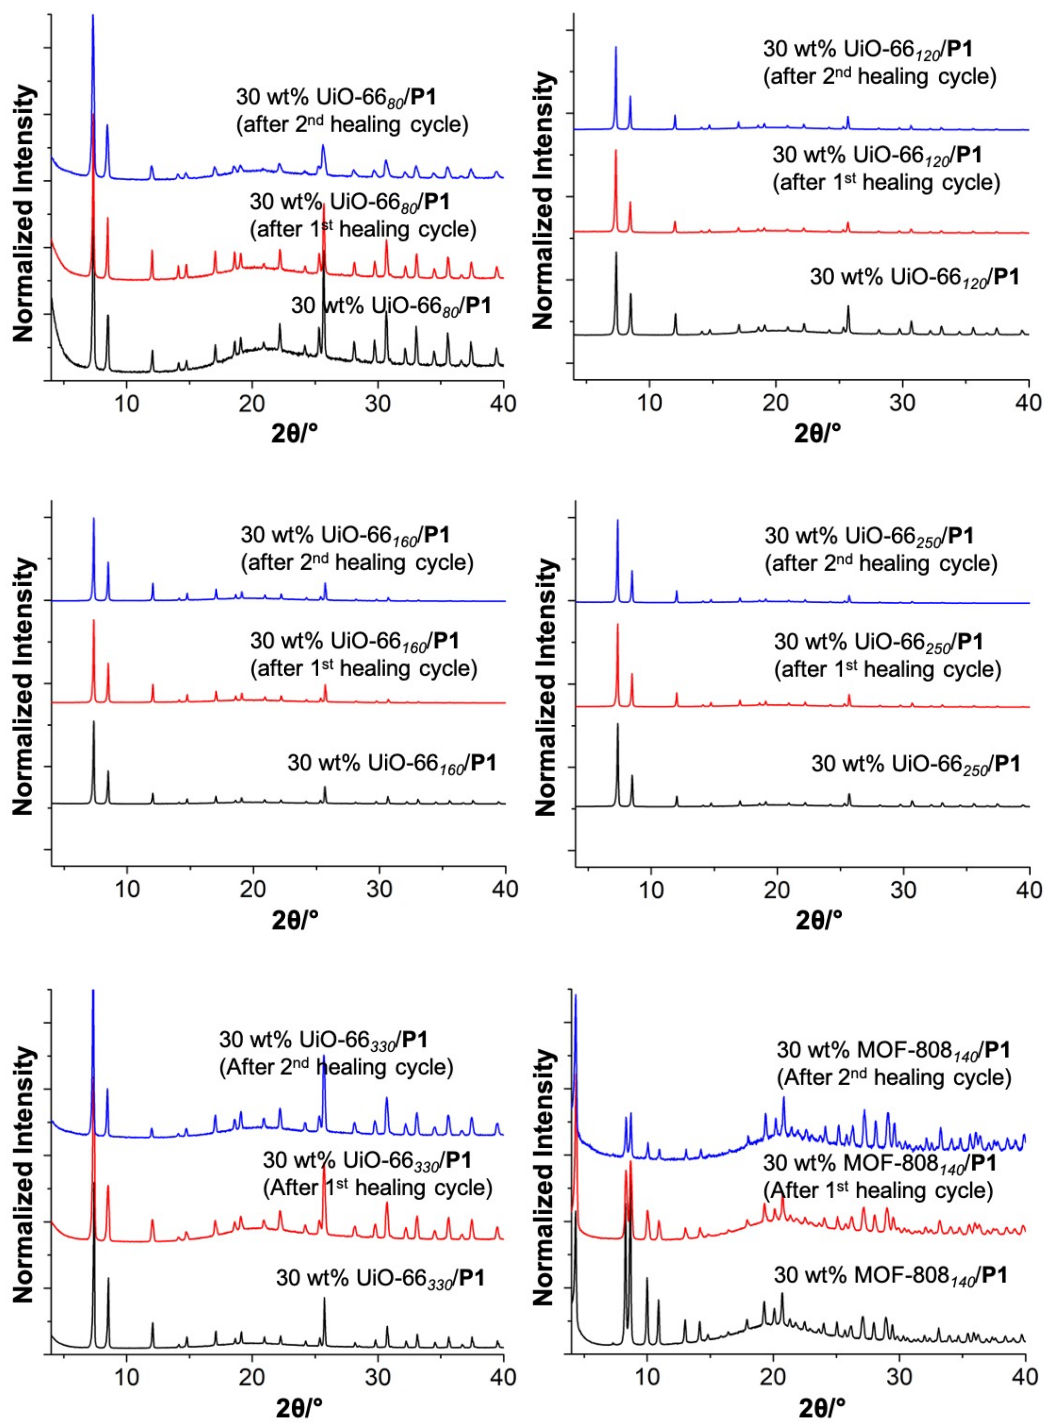 Normalized Intensity
30 wt% UiO-66₈₀/P1
(after 2nd healing cycle)
30 wt% UiO-66₈₀/P1
(after 1st healing cycle)
30 wt% UiO-66₈₀/P1
10 20 30 40
2θ/°
Normalized Intensity
30 wt% UiO-66₁₂₀/P1
(after 2nd healing cycle)
30 wt% UiO-66₁₂₀/P1
(after 1st healing cycle)
30 wt% UiO-66₁₂₀/P1
10 20 30 40
2θ/°
Normalized Intensity
30 wt% UiO-66₁₆₀/P1
(after 2nd healing cycle)
30 wt% UiO-66₁₆₀/P1
(after 1st healing cycle)
30 wt% UiO-66₁₆₀/P1
10 20 30 40
2θ/°
Normalized Intensity
30 wt% UiO-66₂₅₀/P1
(after 2nd healing cycle)
30 wt% UiO-66₂₅₀/P1
(after 1st healing cycle)
30 wt% UiO-66₂₅₀/P1
10 20 30 40
2θ/°
Normalized Intensity
30 wt% UiO-66₃₃₀/P1
(After 2nd healing cycle)
30 wt% UiO-66₃₃₀/P1
(After 1st healing cycle)
30 wt% UiO-66₃₃₀/P1
10 20 30 40
2θ/°
Normalized Intensity
30 wt% MOF-808₁₄₀/P1
(After 2nd healing cycle)
30 wt% MOF-808₁₄₀/P1
(After 1st healing cycle)
30 wt% MOF-808₁₄₀/P1
10 20 30 40
2θ/°